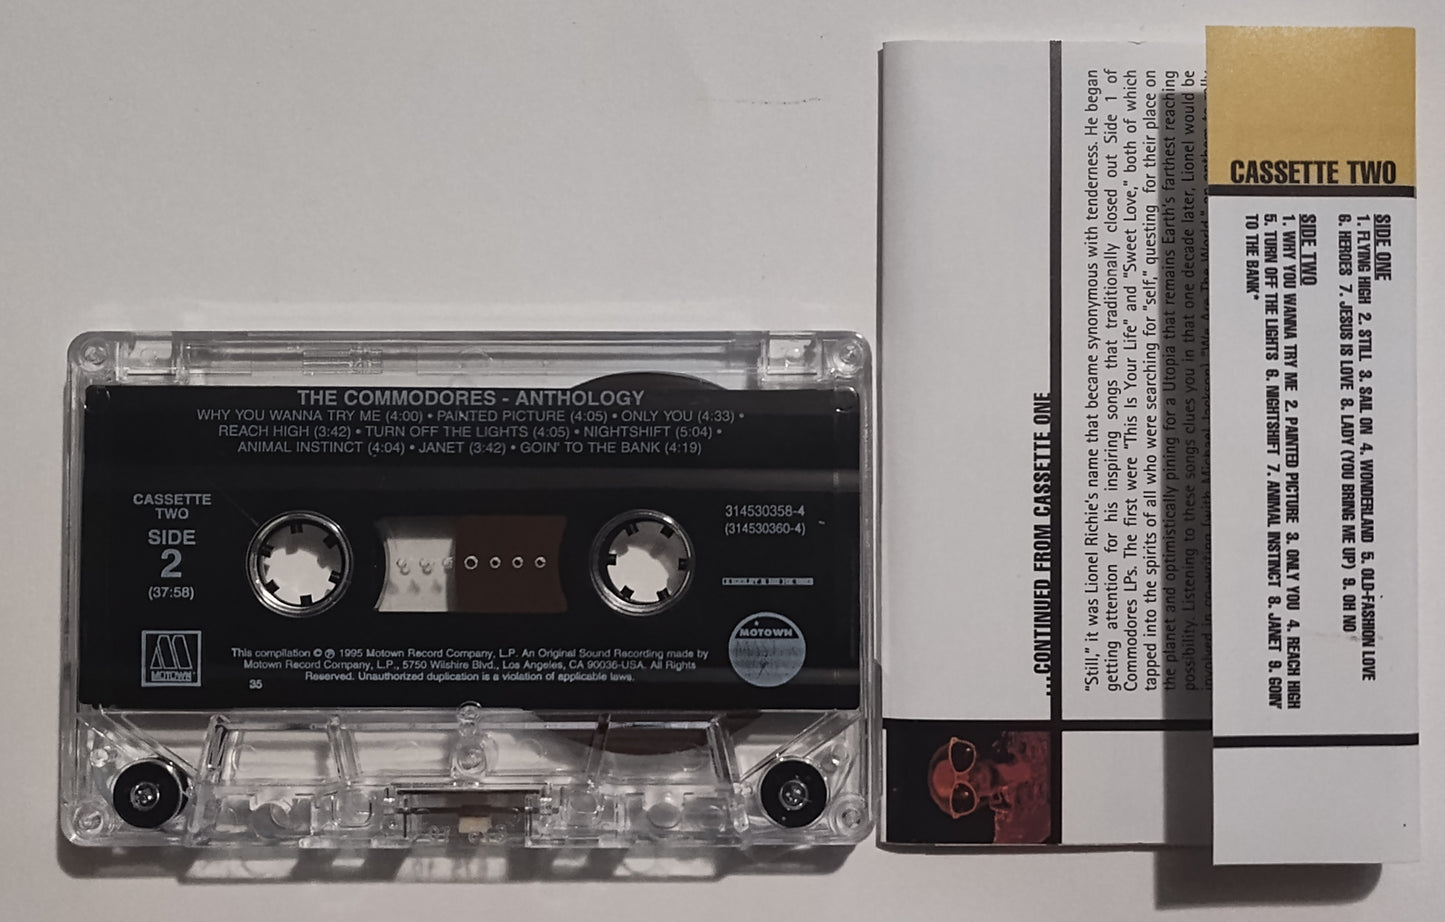 THE COMMODORES - ANTHOLOGY
WHY YOU WANNA TRY ME (4:00) • PAINTED PICTURE (4:05) • ONLY YOU (4:33) •
REACH HIGH (3:42) • TURN OFF THE LIGHTS (4:05) • NIGHTSHIFT (5:04) •
ANIMAL INSTINCT (4:04) • JANET (3:42) • GOIN' TO THE BANK (4:19)
CASSETTE
TWO
SIDE
2
(37:58)
314530358-4
(314530360-4)
MOTOWN
MOTOWN
This compilation © ℗ 1995 Motown Record Company, L.P. An Original Sound Recording made by
Motown Record Company, L.P., 5750 Wilshire Blvd., Los Angeles, CA 90036-USA. All Rights
Reserved. Unauthorized duplication is a violation of applicable laws.
35
...CONTINUED FROM CASSETTE ONE
"Still," it was Lionel Richie's name that became synonymous with tenderness. He began
getting attention for his inspiring songs that traditionally closed out Side 1 of
Commodores LPs. The first were "This Is Your Life" and "Sweet Love," both of which
tapped into the spirits of all who were searching for "self," questing for their place on
the planet and optimistically pining for a Utopia that remains Earth's farthest reaching
possibility. Listening to these songs clues you in that one decade later, Lionel would be
CASSETTE TWO
SIDE ONE
1. FLYING HIGH 2. STILL 3. SAIL ON 4. WONDERLAND 5. OLD-FASHION LOVE
6. HEROES 7. JESUS IS LOVE 8. LADY (YOU BRING ME UP) 9. OH NO
SIDE TWO
1. WHY YOU WANNA TRY ME 2. PAINTED PICTURE 3. ONLY YOU 4. REACH HIGH
5. TURN OFF THE LIGHTS 6. NIGHTSHIFT 7. ANIMAL INSTINCT 8. JANET 9. GOIN'
TO THE BANK*